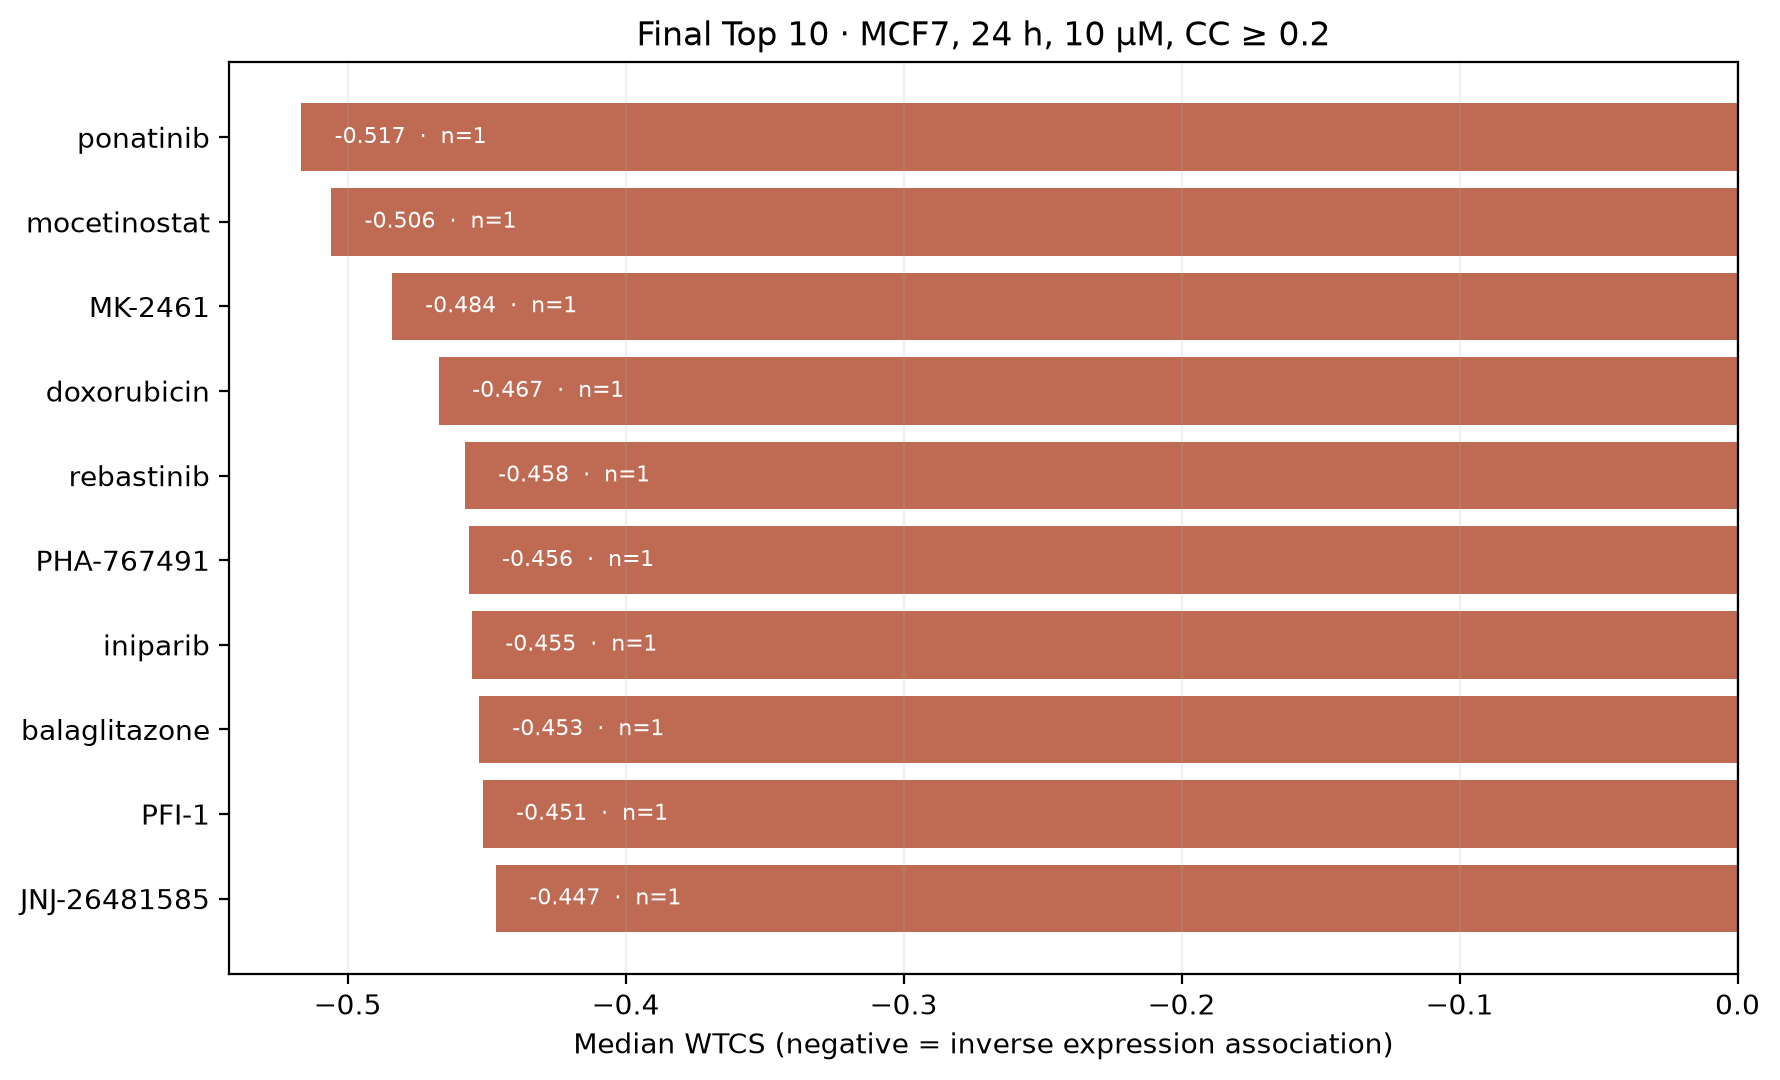 Final Top 10 · MCF7, 24 h, 10 µM, CC ≥ 0.2
ponatinib
-0.517 · n=1
mocetinostat
-0.506 · n=1
MK-2461
-0.484 · n=1
doxorubicin
-0.467 · n=1
rebastinib
-0.458 · n=1
PHA-767491
-0.456 · n=1
iniparib
-0.455 · n=1
balaglitazone
-0.453 · n=1
PFI-1
-0.451 · n=1
JNJ-26481585
-0.447 · n=1
−0.5 −0.4 −0.3 −0.2 −0.1 0.0
Median WTCS (negative = inverse expression association)